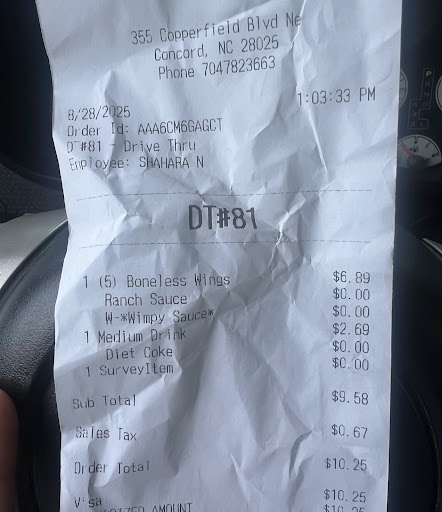 355 Copperfield Blvd Ne
Concord, NC 28025
Phone 7047823663
1:03:33 PM
8/28/2025
Order Id: AAA6CM6GAGCT
DT#81 - Drive Thru
Employee: SHAHARA N
DT#81
1 (5) Boneless Wings $6.89
Ranch Sauce $0.00
W-*Wimpy Sauce* $0.00
1 Medium Drink $2.69
Diet Coke $0.00
1 SurveyItem $0.00
Sub Total $9.58
Sales Tax $0.67
Order Total $10.25
Visa $10.25
AMOUNT $10.25